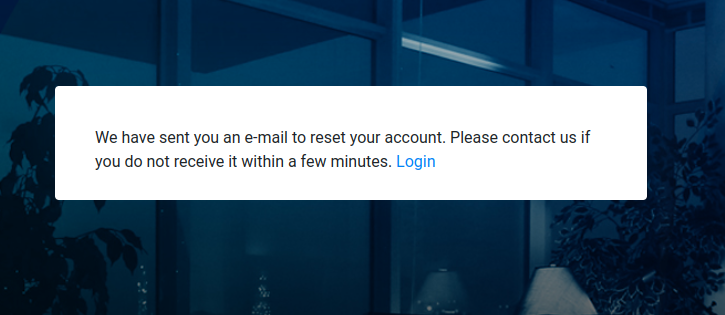 We have sent you an e-mail to reset your account. Please contact us if
you do not receive it within a few minutes. Login